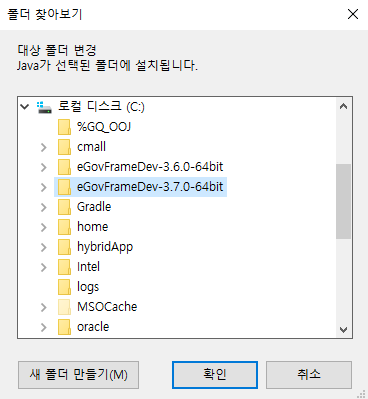 폴더 찾아보기
대상 폴더 변경
Java가 선택된 폴더에 설치됩니다.
로컬 디스크 (C:)
%GQ_OOJ
cmall
eGovFrameDev-3.6.0-64bit
eGovFrameDev-3.7.0-64bit
Gradle
home
hybridApp
Intel
logs
MSOCache
oracle
새 폴더 만들기(M) 확인 취소